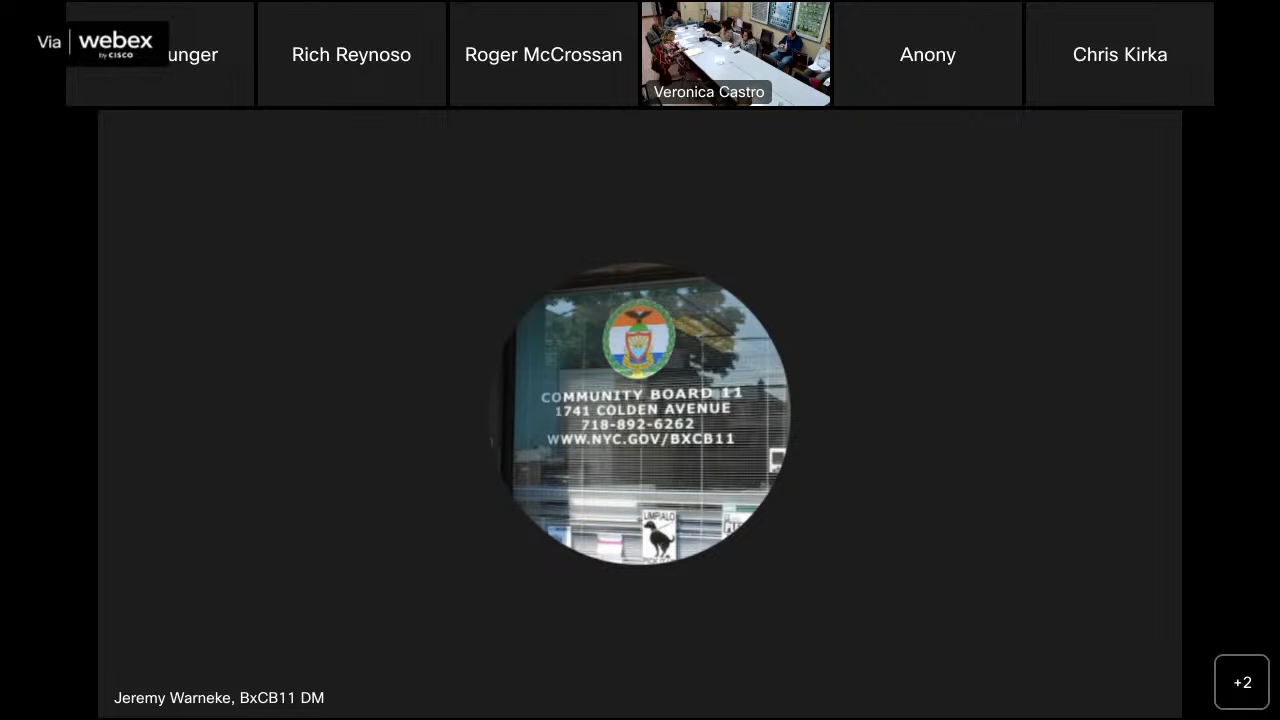 Via webex
by CISCO
unger
Rich Reynoso
Roger McCrossan
Veronica Castro
Anony
Chris Kirka
COMMUNITY BOARD 11
1741 COLDEN AVENUE
718-892-6262
WWW.NYC.GOV/BXCB11
LIMPIALO
Jeremy Warneke, BxCB11 DM
+2